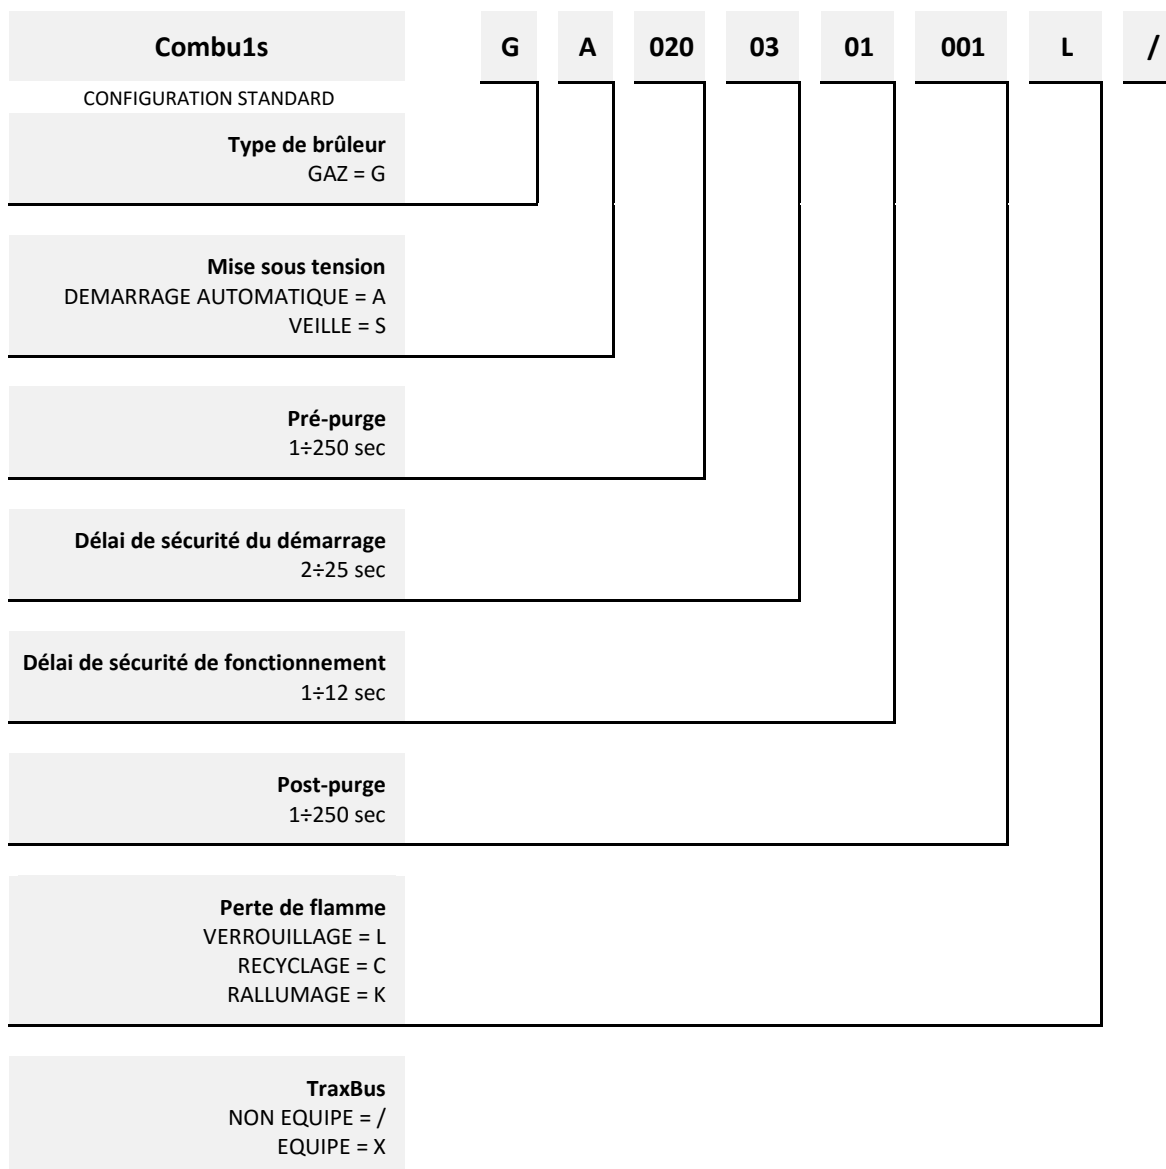 Combu1s G A 020 03 01 001 L /
CONFIGURATION STANDARD
Type de brûleur
GAZ = G
Mise sous tension
DEMARRAGE AUTOMATIQUE = A
VEILLE = S
Pré-purge
1÷250 sec
Délai de sécurité du démarrage
2÷25 sec
Délai de sécurité de fonctionnement
1÷12 sec
Post-purge
1÷250 sec
Perte de flamme
VERROUILLAGE = L
RECYCLAGE = C
RALLUMAGE = K
TraxBus
NON EQUIPE = /
EQUIPE = X